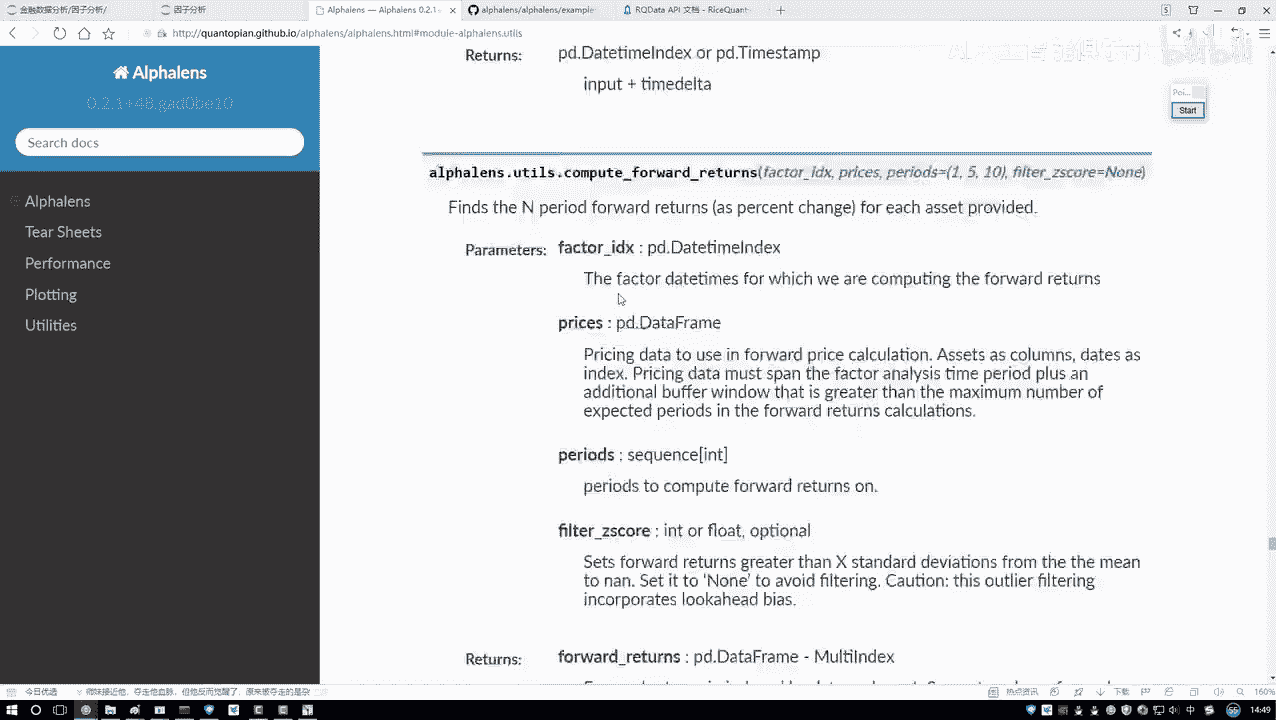 金融数据分析/因子分析/
因子分析
Alphalens — Alphalens 0.2.1+
alphalens/alphalens/example
RQData API 文档 - RiceQuant
http://quantopian.github.io/alphalens/alphalens.html#module-alphalens.utils
Alphalens
0.2.1+48.gad0be10
Search docs
Alphalens
Tear Sheets
Performance
Plotting
Utilities
Returns: pd.DatetimeIndex or pd.Timestamp
input + timedelta
Poi...
Start
alphalens.utils.compute_forward_returns(factor_idx, prices, periods=(1, 5, 10), filter_zscore=None)
Finds the N period forward returns (as percent change) for each asset provided.
Parameters: factor_idx : pd.DatetimeIndex
The factor datetimes for which we are computing the forward returns
prices : pd.DataFrame
Pricing data to use in forward price calculation. Assets as columns, dates as
index. Pricing data must span the factor analysis time period plus an
additional buffer window that is greater than the maximum number of
expected periods in the forward returns calculations.
periods : sequence[int]
periods to compute forward returns on.
filter_zscore : int or float, optional
Sets forward returns greater than X standard deviations from the the mean
to nan. Set it to ‘None’ to avoid filtering. Caution: this outlier filtering
incorporates lookahead bias.
Returns: forward_returns : pd.DataFrame - MultiIndex
今日优选
热点资讯
下载
160%
中
14:49